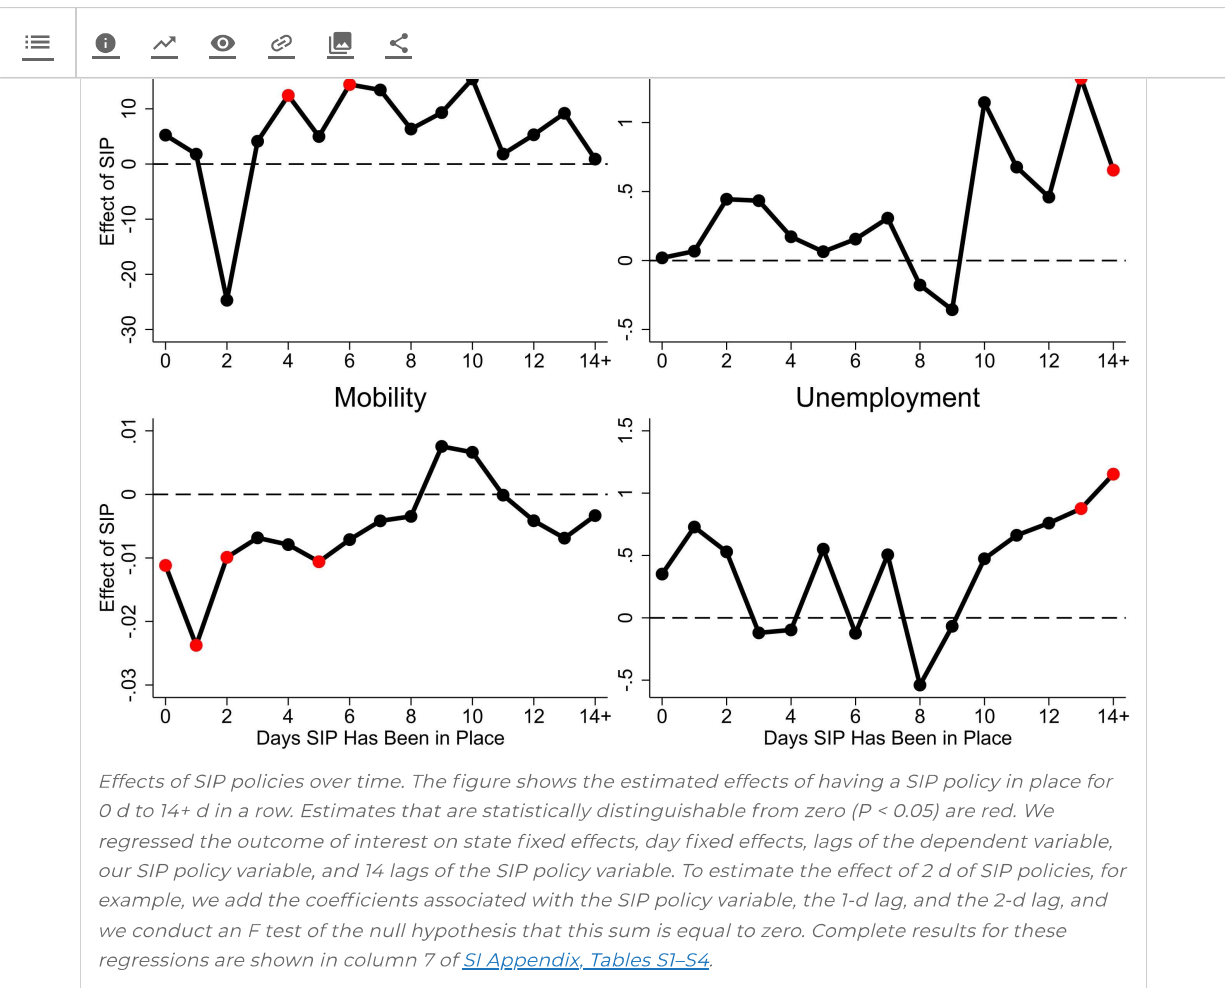 Effect of SIP
10
0
-10
-20
-30
0 2 4 6 8 10 12 14+
1
.5
0
-.5
0 2 4 6 8 10 12 14+
Mobility
Effect of SIP
.01
0
-.01
-.02
-.03
0 2 4 6 8 10 12 14+
Days SIP Has Been in Place
Unemployment
1.5
1
.5
0
-.5
0 2 4 6 8 10 12 14+
Days SIP Has Been in Place
Effects of SIP policies over time. The figure shows the estimated effects of having a SIP policy in place for
0 d to 14+ d in a row. Estimates that are statistically distinguishable from zero (P < 0.05) are red. We
regressed the outcome of interest on state fixed effects, day fixed effects, lags of the dependent variable,
our SIP policy variable, and 14 lags of the SIP policy variable. To estimate the effect of 2 d of SIP policies, for
example, we add the coefficients associated with the SIP policy variable, the 1-d lag, and the 2-d lag, and
we conduct an F test of the null hypothesis that this sum is equal to zero. Complete results for these
regressions are shown in column 7 of SI Appendix, Tables S1–S4.